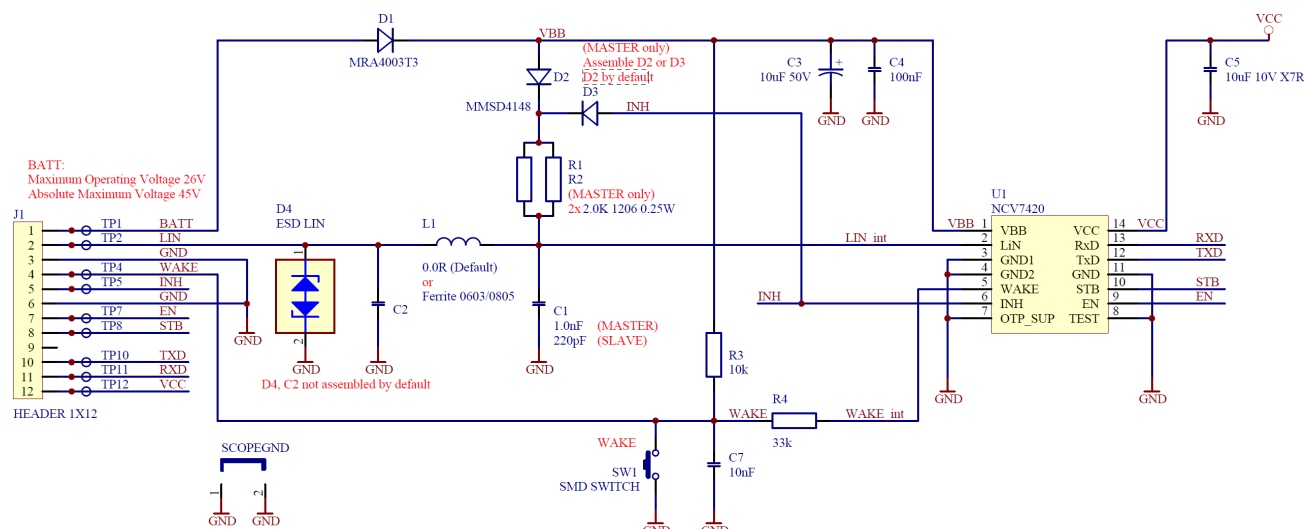 D1
MRA4003T3
VBB
(MASTER only)
Assemble D2 or D3
D2 by default
D2
MMSD4148
D3
INH
C3
10uF 50V
+
C4
100nF
GND
GND
VCC
C5
10uF 10V X7R
GND
R1
R2
(MASTER only)
2x 2.0K 1206 0.25W
BATT:
Maximum Operating Voltage 26V
Absolute Maximum Voltage 45V
J1
1 TP1 BATT
2 TP2 LIN
3 GND
4 TP4 WAKE
5 TP5 INH
6 GND
7 TP7 EN
8 TP8 STB
9
10 TP10 TXD
11 TP11 RXD
12 TP12 VCC
HEADER 1X12
GND
D4
ESD LIN
1
2
GND
C2
GND
D4, C2 not assembled by default
L1
0.0R (Default)
or
Ferrite 0603/0805
C1
1.0nF (MASTER)
220pF (SLAVE)
GND
LIN_int
INH
U1
NCV7420
VBB 1 VBB VCC 14 VCC
2 LiN RxD 13 RXD
3 GND1 TxD 12 TXD
4 GND2 GND 11
5 WAKE STB 10 STB
6 INH EN 9 EN
7 OTP_SUP TEST 8
GND
GND
R3
10k
WAKE
R4
33k
WAKE_int
WAKE
SW1
SMD SWITCH
GND
C7
10nF
GND
SCOPEGND
1
2
GND
GND